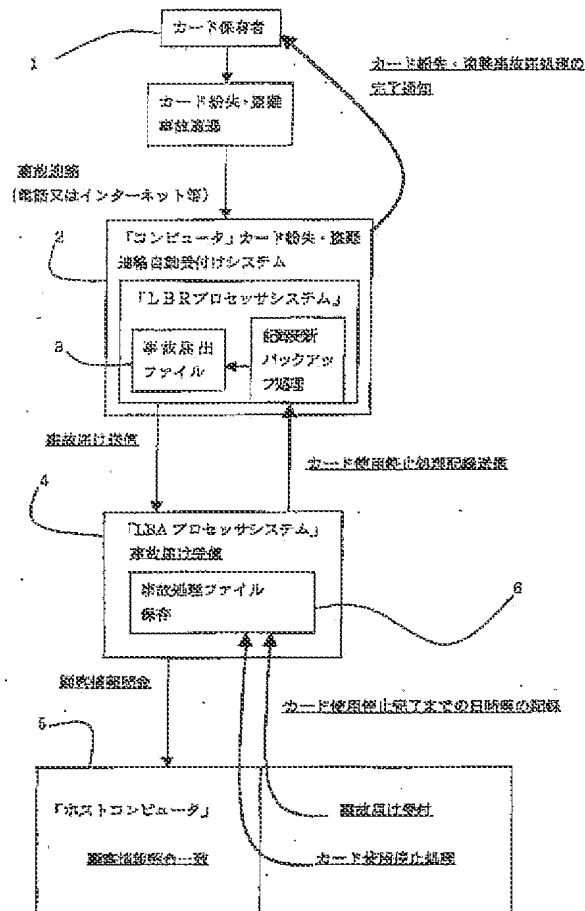 カード保有者
1
カード紛失・盗難事故届処理の
完了通知
カード紛失・盗難
事故遭遇
事故連絡
(電話又はインターネット等)
2
「コンピュータ」カード紛失・盗難
連絡自動受付けシステム
「LBRプロセッサシステム」
3
事故届出
ファイル
記録更新
バックアッ
プ処理
事故届け送信
カード使用停止処理記録送信
4
「LBAプロセッサシステム」
事故届け受信
事故処理ファイル
保存
6
顧客情報照会
カード使用停止完了までの日時等の記録
5
「ホストコンピュータ」
事故届け受付
顧客情報照合一致
カード使用停止処理